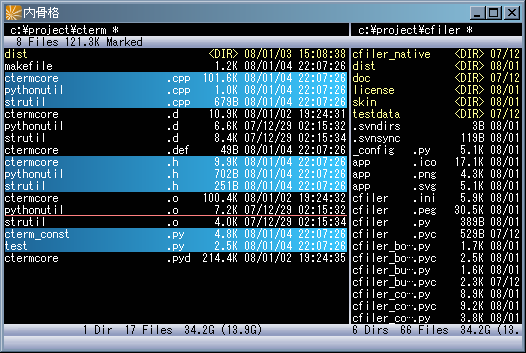 内骨格
c:¥project¥cterm *
8 Files 121.3K Marked
dist <DIR> 08/01/03 15:08:38
makefile 1.2K 08/01/04 22:07:26
ctermcore .cpp 101.6K 08/01/04 22:07:26
pythonutil .cpp 1.0K 08/01/04 22:07:26
strutil .cpp 679B 08/01/04 22:07:26
ctermcore .d 10.9K 08/01/02 19:24:31
pythonutil .d 6.6K 07/12/29 02:15:32
strutil .d 8.4K 07/12/29 02:15:32
ctermcore .def 49B 08/01/04 22:07:26
ctermcore .h 9.9K 08/01/04 22:07:26
pythonutil .h 702B 08/01/04 22:07:26
strutil .h 251B 08/01/04 22:07:26
ctermcore .o 100.4K 08/01/02 19:24:32
pythonutil .o 7.2K 07/12/29 02:15:32
strutil .o 4.0K 07/12/29 02:15:32
cterm_const .py 4.8K 08/01/04 22:07:26
test .py 2.5K 08/01/04 22:07:26
ctermcore .pyd 214.4K 08/01/02 19:24:35
1 Dir 17 Files 34.2G (13.9G)
c:¥project¥cfiler *
cfiler_native <DIR> 07/12
dist <DIR> 08/01
doc <DIR> 07/12
license <DIR> 08/01
skin <DIR> 08/01
testdata <DIR> 07/12
.svndirs 3B 08/01
.svnsync 119B 08/01
_config .py 5.1K 08/01
app .ico 17.1K 08/01
app .png 4.3K 08/01
app .svg 5.1K 08/01
cfiler .ini 5.9K 08/01
cfiler .peg 30.5K 08/01
cfiler .py 389B 08/01
cfiler .pyc 523B 07/12
cfiler_bo….py 1.7K 08/01
cfiler_bo….pyc 2.5K 08/01
cfiler_bu….py 1.6K 08/01
cfiler_bu….pyc 2.3K 07/12
cfiler_co….py 8.9K 08/01
cfiler_co….pyc 9.2K 08/01
cfiler_co….py 3.8K 08/01
6 Dirs 66 Files 34.2G (13.